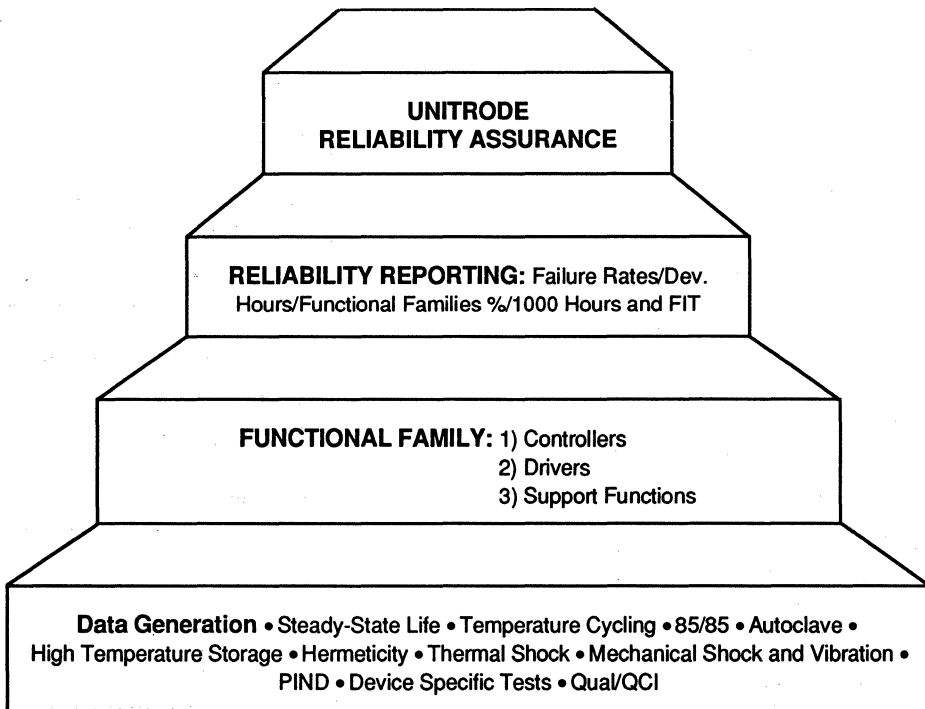 UNITRODE
RELIABILITY ASSURANCE
RELIABILITY REPORTING: Failure Rates/Dev.
Hours/Functional Families %/1000 Hours and FIT
FUNCTIONAL FAMILY: 1) Controllers
2) Drivers
3) Support Functions
Data Generation • Steady-State Life • Temperature Cycling • 85/85 • Autoclave •
High Temperature Storage • Hermeticity • Thermal Shock • Mechanical Shock and Vibration •
PIND • Device Specific Tests • Qual/QCI